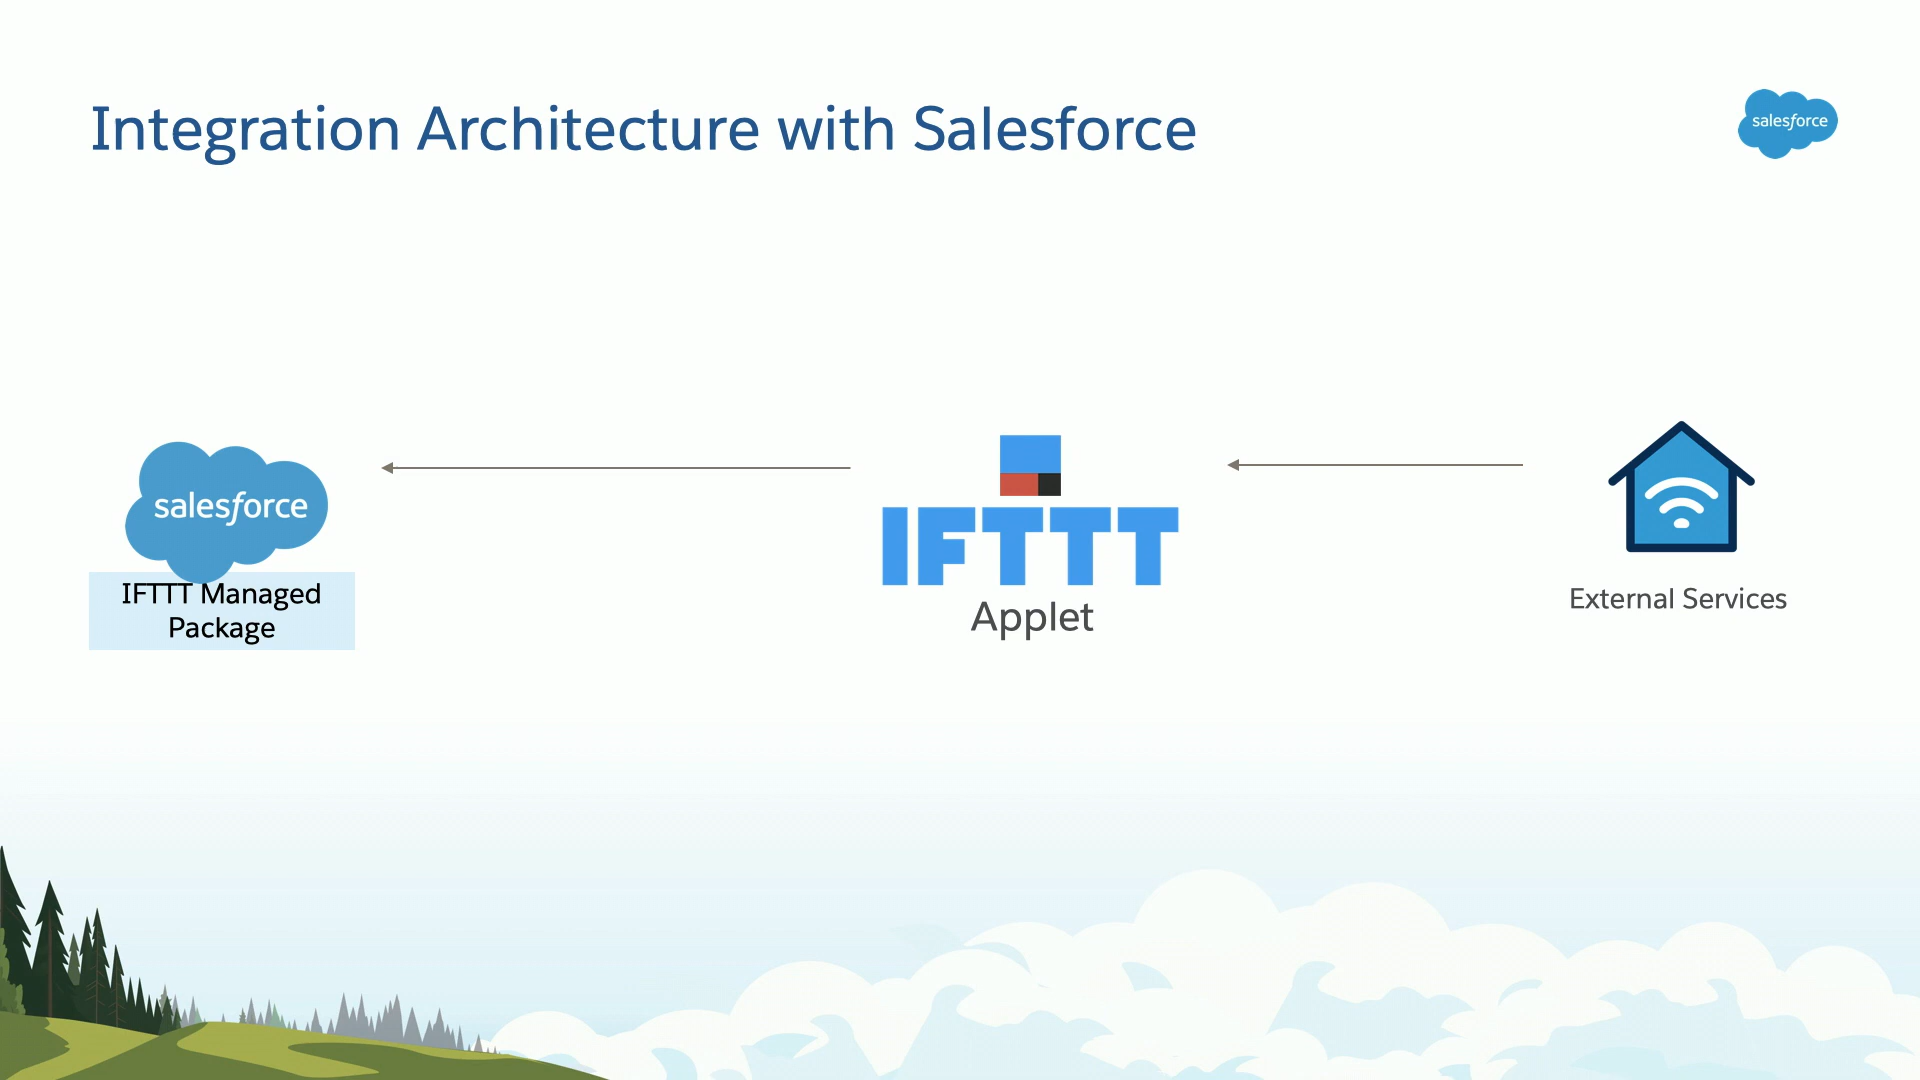 Integration Architecture with Salesforce
salesforce
salesforce
IFTTT Managed
Package
IFTTT
Applet
External Services